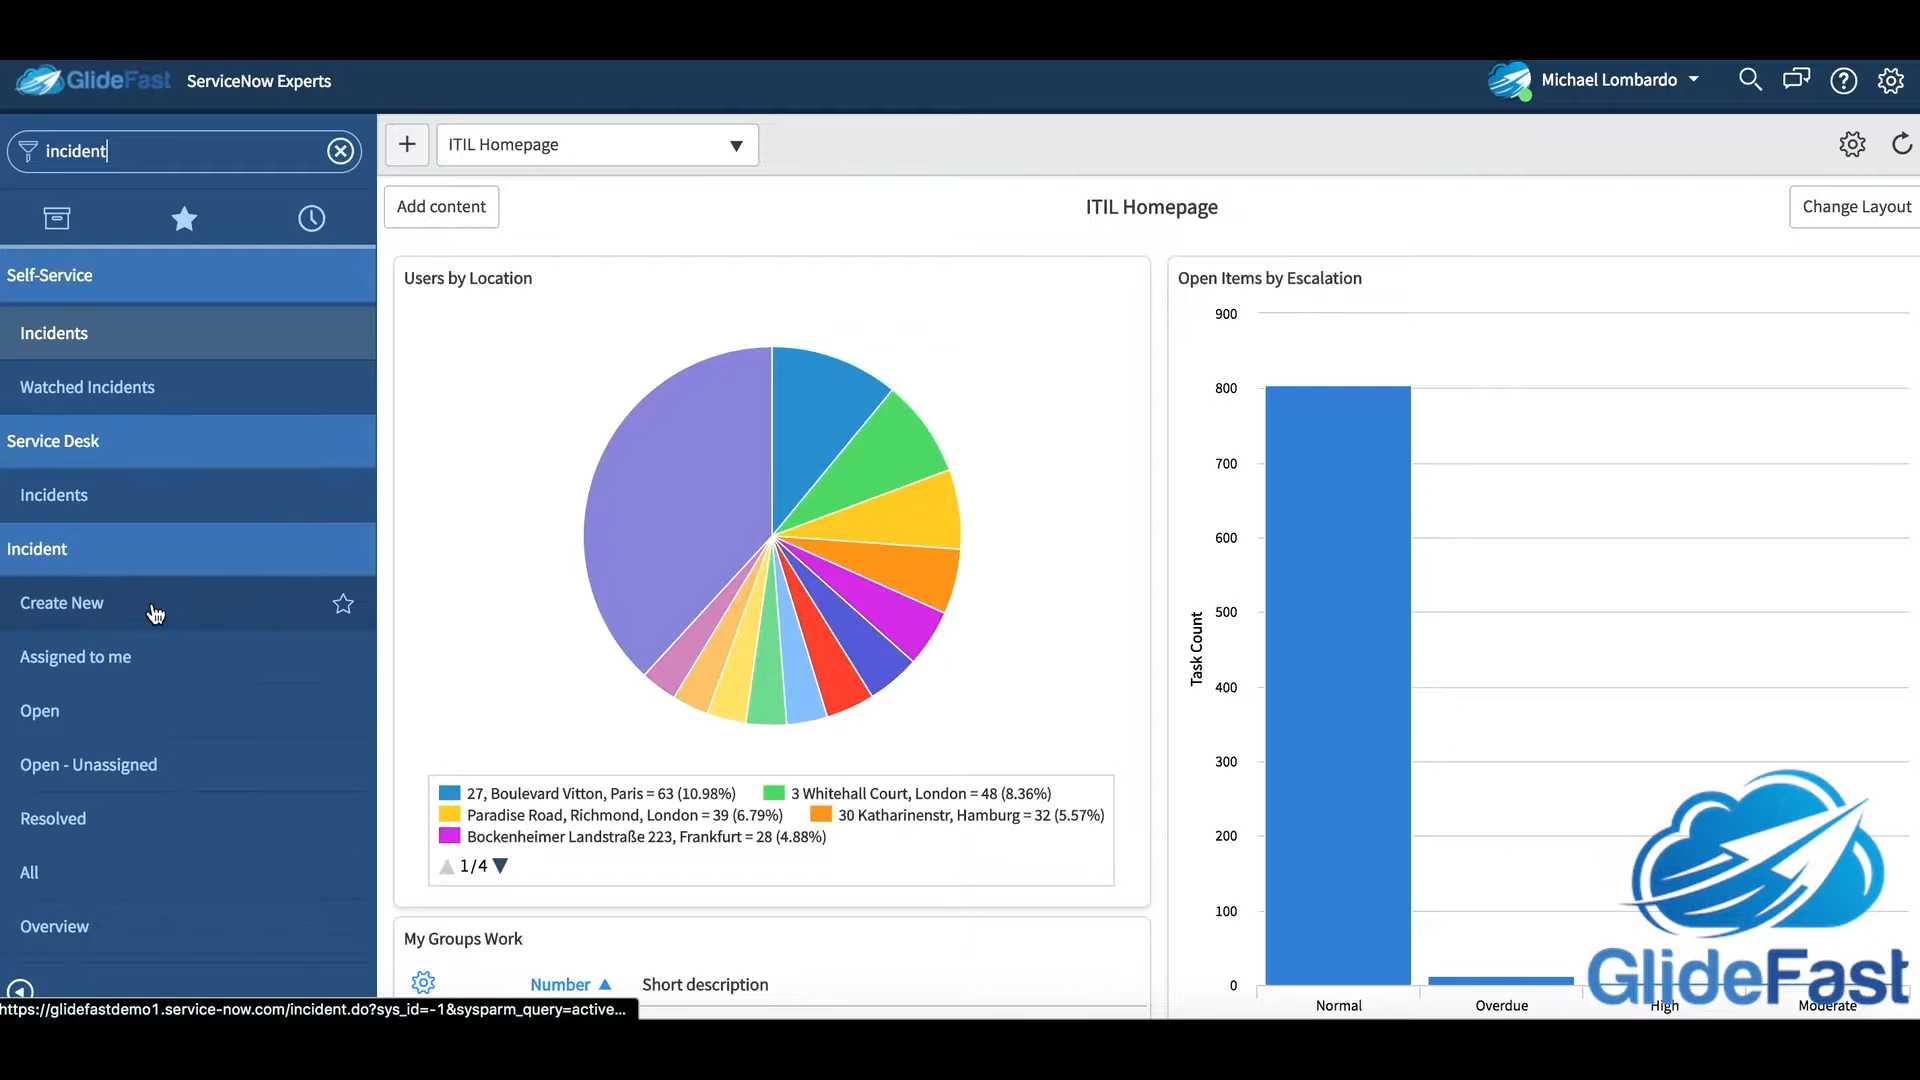 GlideFast ServiceNow Experts
Michael Lombardo
incident
ITIL Homepage
Add content
ITIL Homepage
Change Layout
Self-Service
Incidents
Watched Incidents
Service Desk
Incidents
Incident
Create New
Assigned to me
Open
Open - Unassigned
Resolved
All
Overview
https://glidefastdemo1.service-now.com/incident.do?sys_id=-1&sysparm_query=active...
Users by Location
27, Boulevard Vitton, Paris = 63 (10.98%)
3 Whitehall Court, London = 48 (8.36%)
Paradise Road, Richmond, London = 39 (6.79%)
30 Katharinenstr, Hamburg = 32 (5.57%)
Bockenheimer Landstraße 223, Frankfurt = 28 (4.88%)
1/4
My Groups Work
Number
Short description
Open Items by Escalation
900
800
700
600
500
400
300
200
100
0
Task Count
Normal
Overdue
High
Moderate
GlideFast